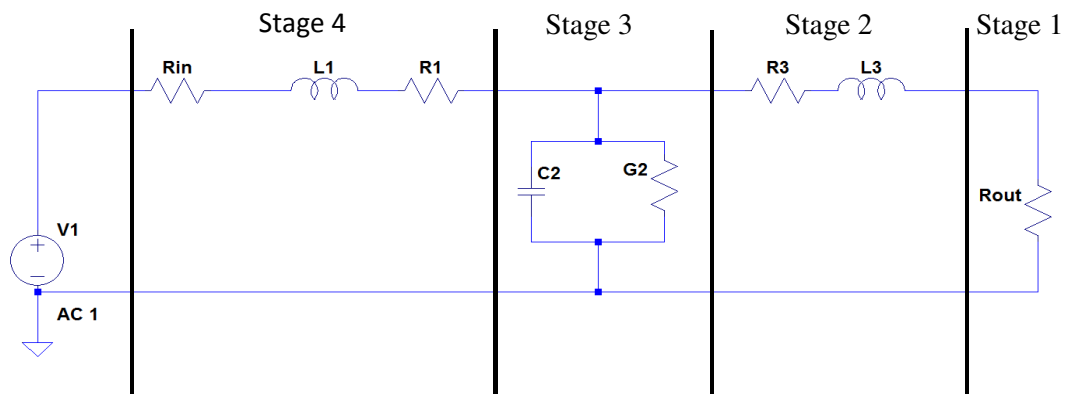 Stage 4
Stage 3
Stage 2
Stage 1
Rin
L1
R1
R3
L3
C2
G2
Rout
V1
AC 1